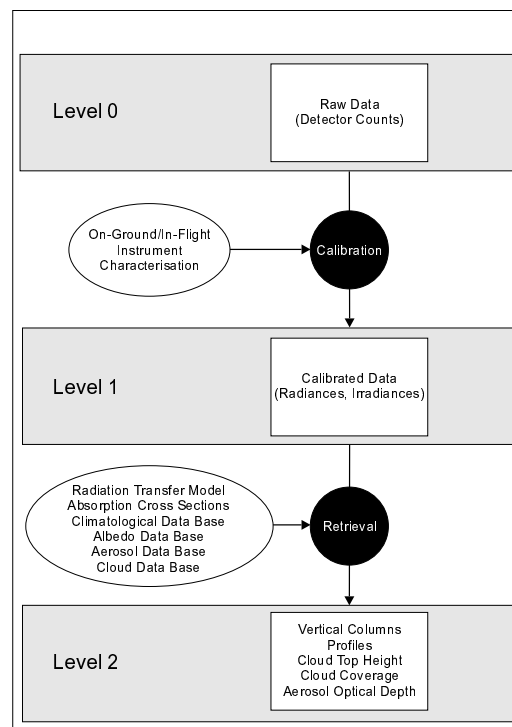 Level 0
Raw Data
(Detector Counts)
On-Ground/In-Flight
Instrument
Characterisation
Calibration
Level 1
Calibrated Data
(Radiances, Irradiances)
Radiation Transfer Model
Absorption Cross Sections
Climatological Data Base
Albedo Data Base
Aerosol Data Base
Cloud Data Base
Retrieval
Level 2
Vertical Columns
Profiles
Cloud Top Height
Cloud Coverage
Aerosol Optical Depth